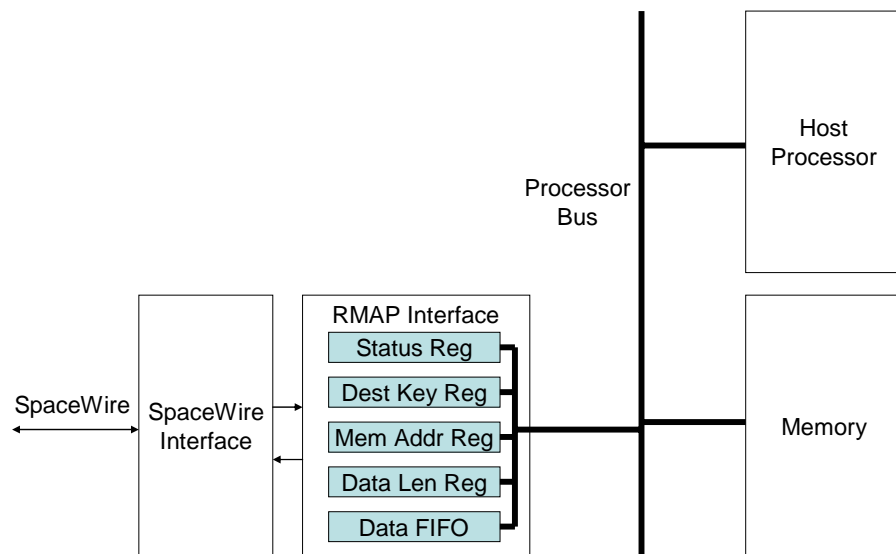 Host
Processor
Processor
Bus
RMAP Interface
Status Reg
Dest Key Reg
SpaceWire
SpaceWire
Interface
Mem Addr Reg
Memory
Data Len Reg
Data FIFO